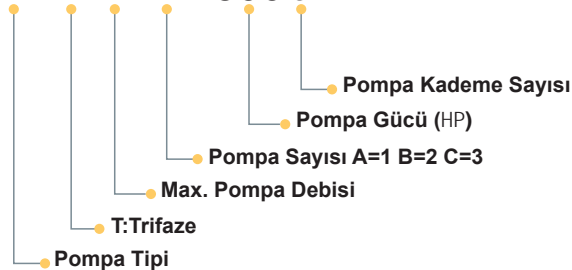 Pompa Kademe Sayısı
Pompa Gücü (HP)
Pompa Sayısı A=1 B=2 C=3
Max. Pompa Debisi
T:Trifaze
Pompa Tipi